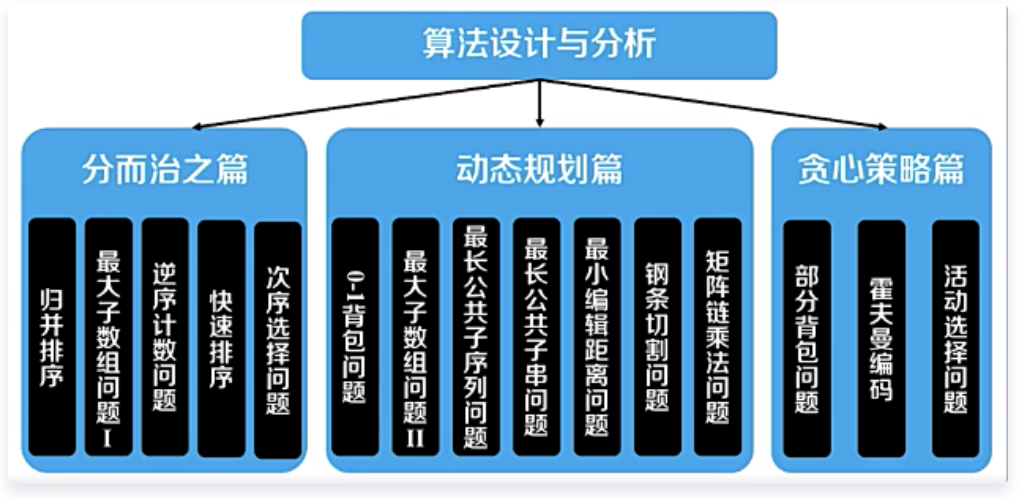 算法设计与分析
分而治之篇
归并排序
最大子数组问题 I
逆序计数问题
快速排序
次序选择问题
动态规划篇
0-1背包问题
最大子数组问题 II
最长公共子序列问题
最长公共子串问题
最小编辑距离问题
钢条切割问题
矩阵链乘法问题
贪心策略篇
部分背包问题
霍夫曼编码
活动选择问题